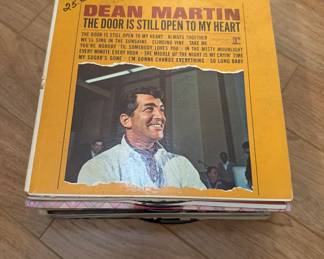 25.
DEAN MARTIN
THE DOOR IS STILL OPEN TO MY HEART
THE DOOR IS STILL OPEN TO MY HEART · ALWAYS TOGETHER
WE'LL SING IN THE SUNSHINE · CLINGING VINE · TAKE ME
YOU'RE NOBODY 'TIL SOMEBODY LOVES YOU · IN THE MISTY MOONLIGHT
EVERY MINUTE EVERY HOUR · THE MIDDLE OF THE NIGHT IS MY CRYIN' TIME
MY SUGAR'S GONE · I'M GONNA CHANGE EVERYTHING · SO LONG BABY